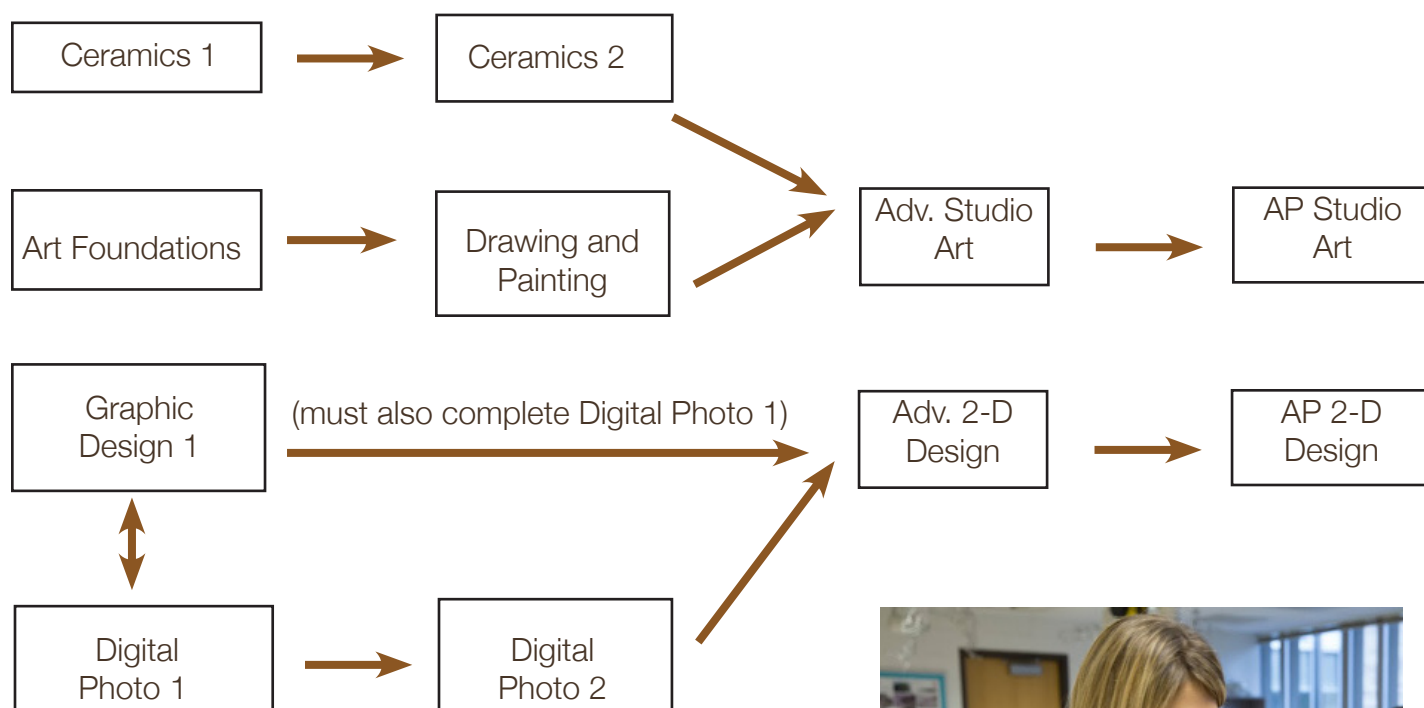 Ceramics 1
Ceramics 2
Art Foundations
Drawing and
Painting
Adv. Studio
Art
AP Studio
Art
Graphic
Design 1
(must also complete Digital Photo 1)
Adv. 2-D
Design
AP 2-D
Design
Digital
Photo 1
Digital
Photo 2